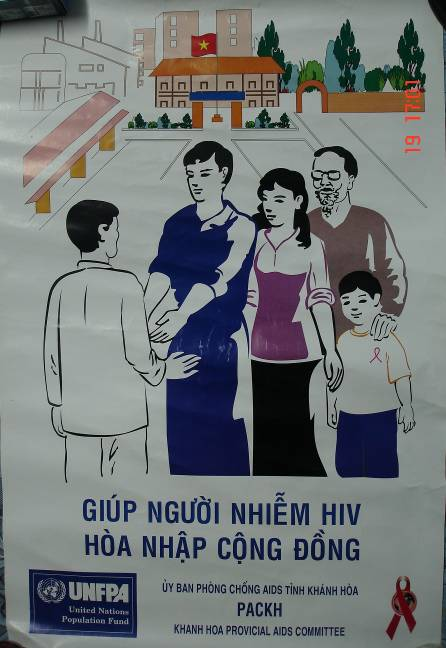 19 17:01
GIÚP NGƯỜI NHIỄM HIV
HÒA NHẬP CỘNG ĐỒNG
UNFPA
United Nations
Population Fund
ỦY BAN PHÒNG CHỐNG AIDS TỈNH KHÁNH HÒA
PACKH
KHANH HOA PROVICIAL AIDS COMMITTEE